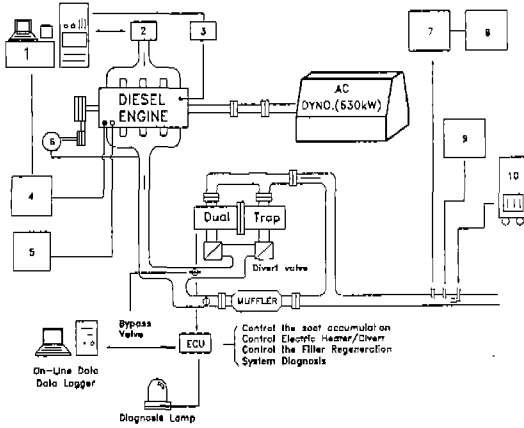 1
2
3
7
8
DIESEL
ENGINE
AC
DYNO.(630kW)
6
9
10
4
5
Dual Trap
Divert valve
MUFFLER
Bypass
Valve
ECU
Control the soot accumulation
Control Electric Heater/Divert
Control the Filter Regeneration
System Diagnosis
On-Line Data
Data Logger
Diagnosis Lamp